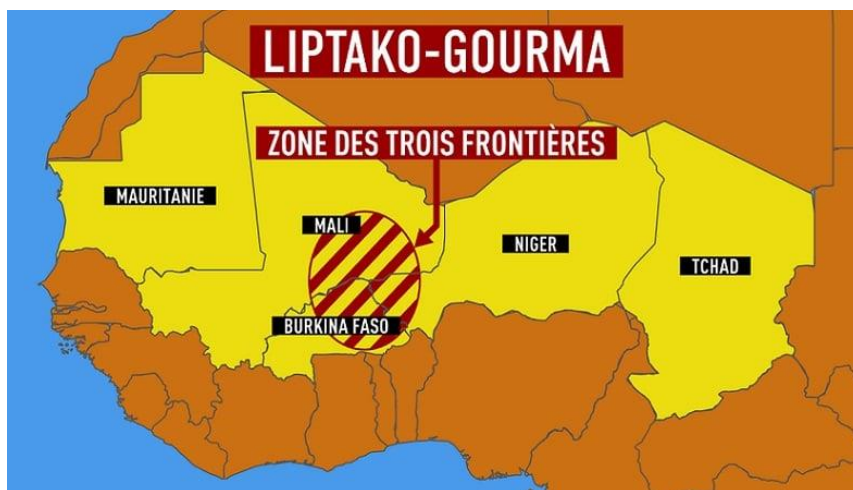 LIPTAKO-GOURMA
ZONE DES TROIS FRONTIÈRES
MAURITANIE
MALI
NIGER
TCHAD
BURKINA FASO